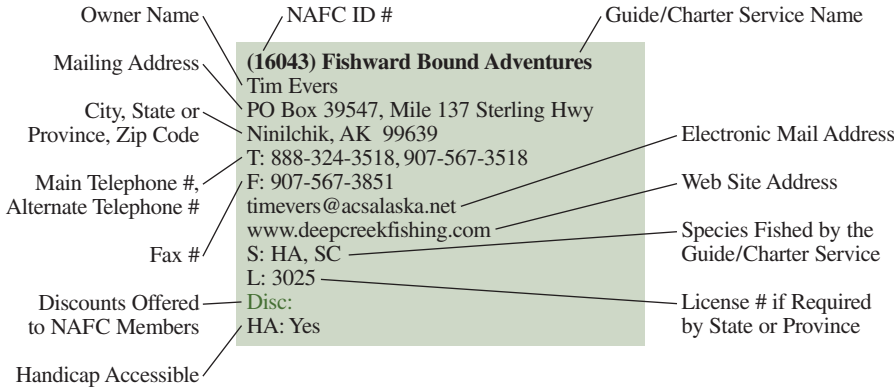 Owner Name
NAFC ID #
Guide/Charter Service Name
Mailing Address
City, State or
Province, Zip Code
Main Telephone #,
Alternate Telephone #
Fax #
Discounts Offered
to NAFC Members
Handicap Accessible
(16043) Fishward Bound Adventures
Tim Evers
PO Box 39547, Mile 137 Sterling Hwy
Ninilchik, AK 99639
T: 888-324-3518, 907-567-3518
F: 907-567-3851
timevers@acsalaska.net
www.deepcreekfishing.com
S: HA, SC
L: 3025
Disc:
HA: Yes
Electronic Mail Address
Web Site Address
Species Fished by the
Guide/Charter Service
License # if Required
by State or Province